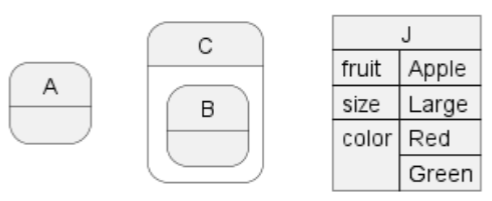 A
C
B
J
fruit Apple
size Large
color Red
Green